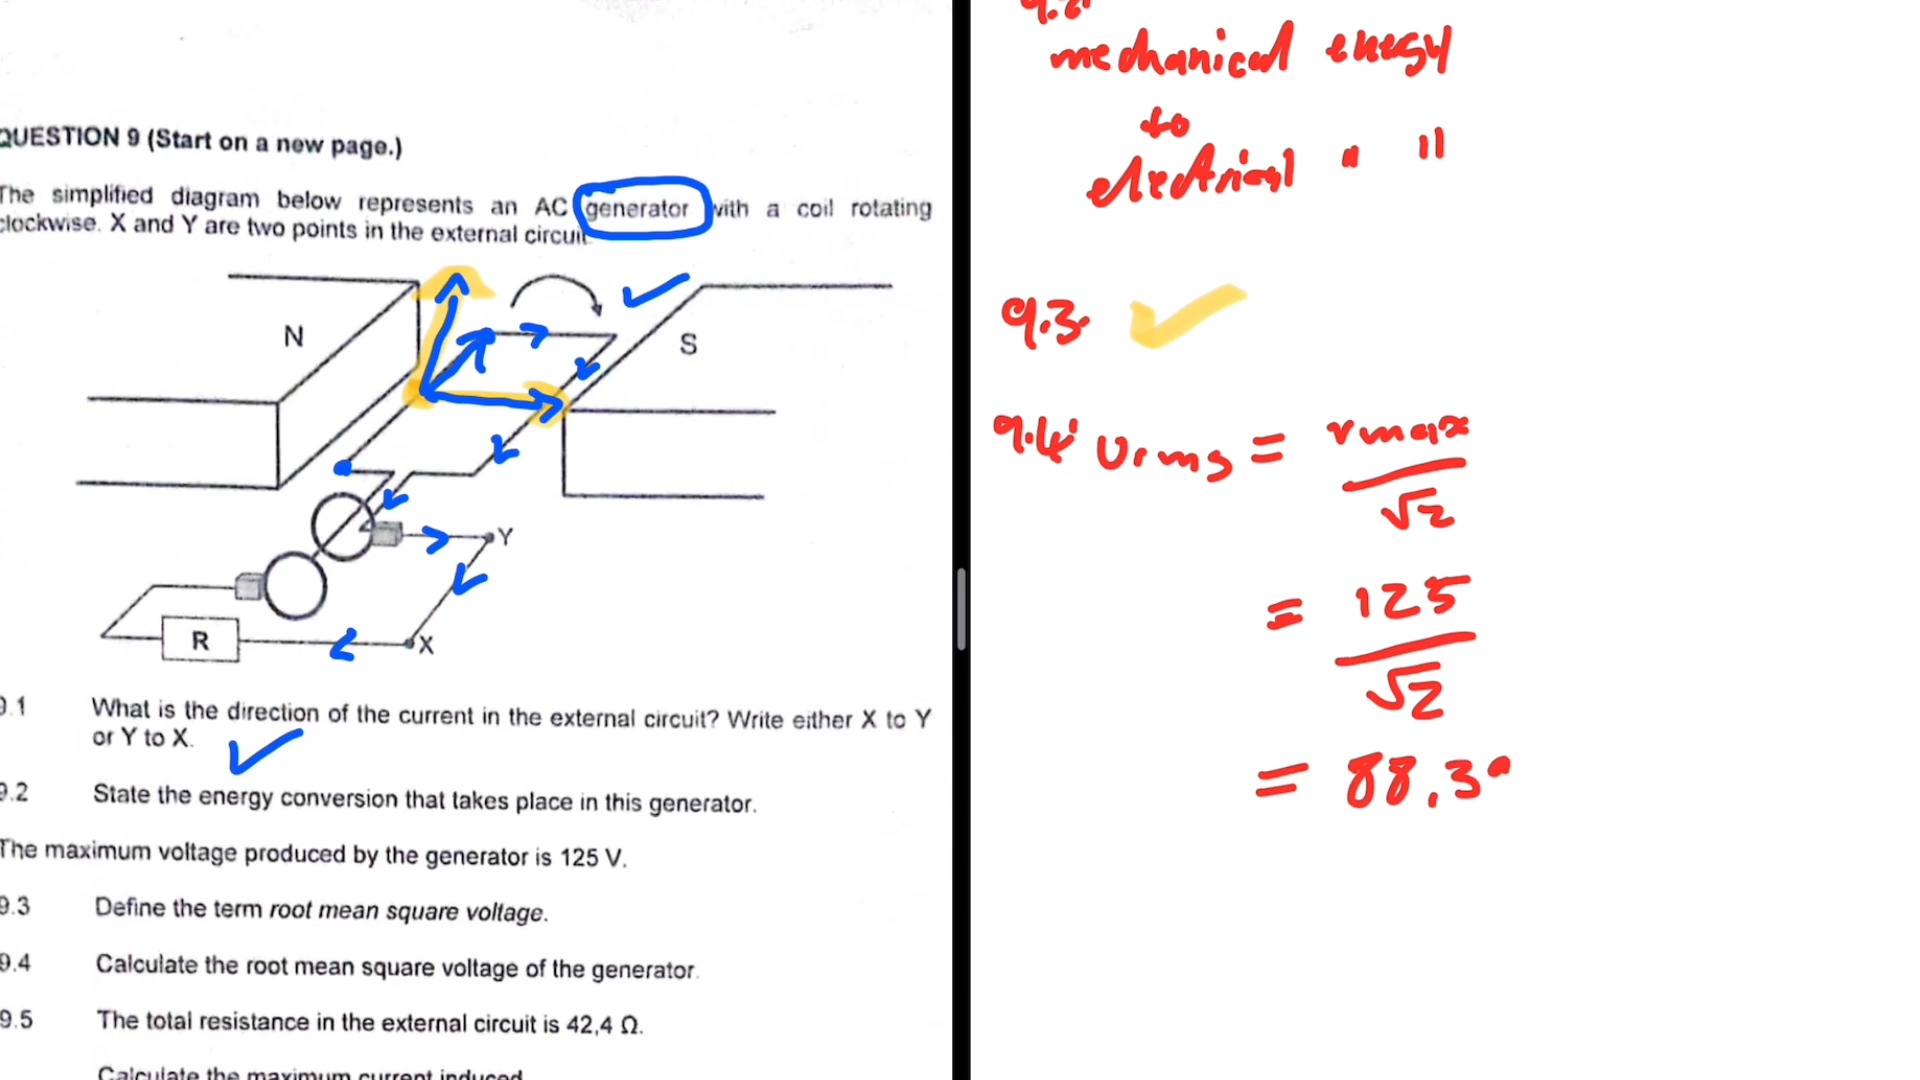 QUESTION 9 (Start on a new page.)
The simplified diagram below represents an AC generator with a coil rotating
clockwise. X and Y are two points in the external circuit.
N
S
Y
R
X
9.1 What is the direction of the current in the external circuit? Write either X to Y
or Y to X.
9.2 State the energy conversion that takes place in this generator.
The maximum voltage produced by the generator is 125 V.
9.3 Define the term root mean square voltage.
9.4 Calculate the root mean square voltage of the generator.
9.5 The total resistance in the external circuit is 42,4 Ω.
Calculate the maximum current induced
mechanical energy
to
electrical " "
9.3.
9.4 Vrms = Vmax
√2
= 125
√2